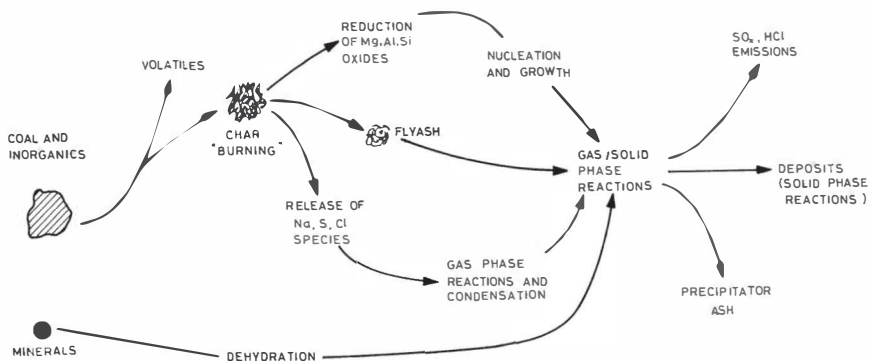 REDUCTION
OF Mg.Al.Si
OXIDES
NUCLEATION
AND GROWTH
SOₓ, HCl
EMISSIONS
VOLATILES
COAL AND
INORGANICS
CHAR
"BURNING"
FLYASH
GAS/SOLID
PHASE
REACTIONS
DEPOSITS
(SOLID PHASE
REACTIONS)
RELEASE OF
Na, S, Cl
SPECIES
GAS PHASE
REACTIONS AND
CONDENSATION
PRECIPITATOR
ASH
MINERALS
DEHYDRATION